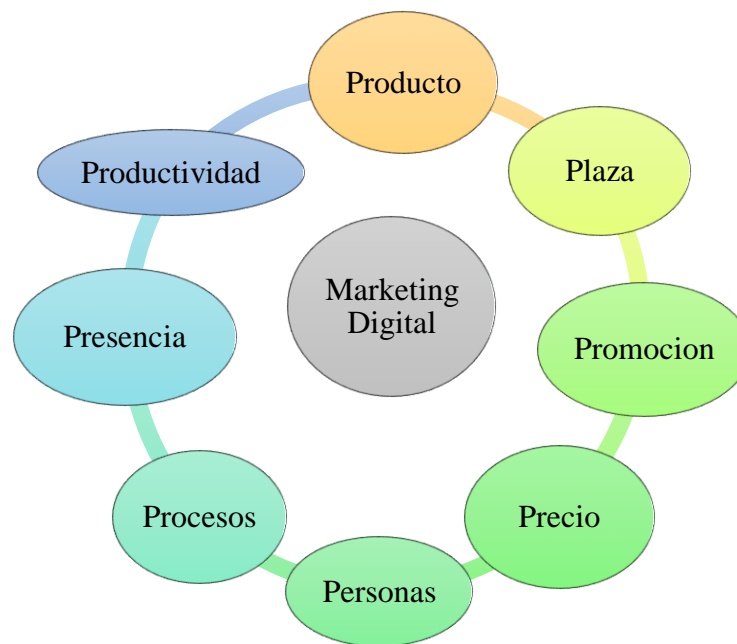 Producto
Plaza
Promocion
Precio
Personas
Procesos
Presencia
Productividad
Marketing
Digital